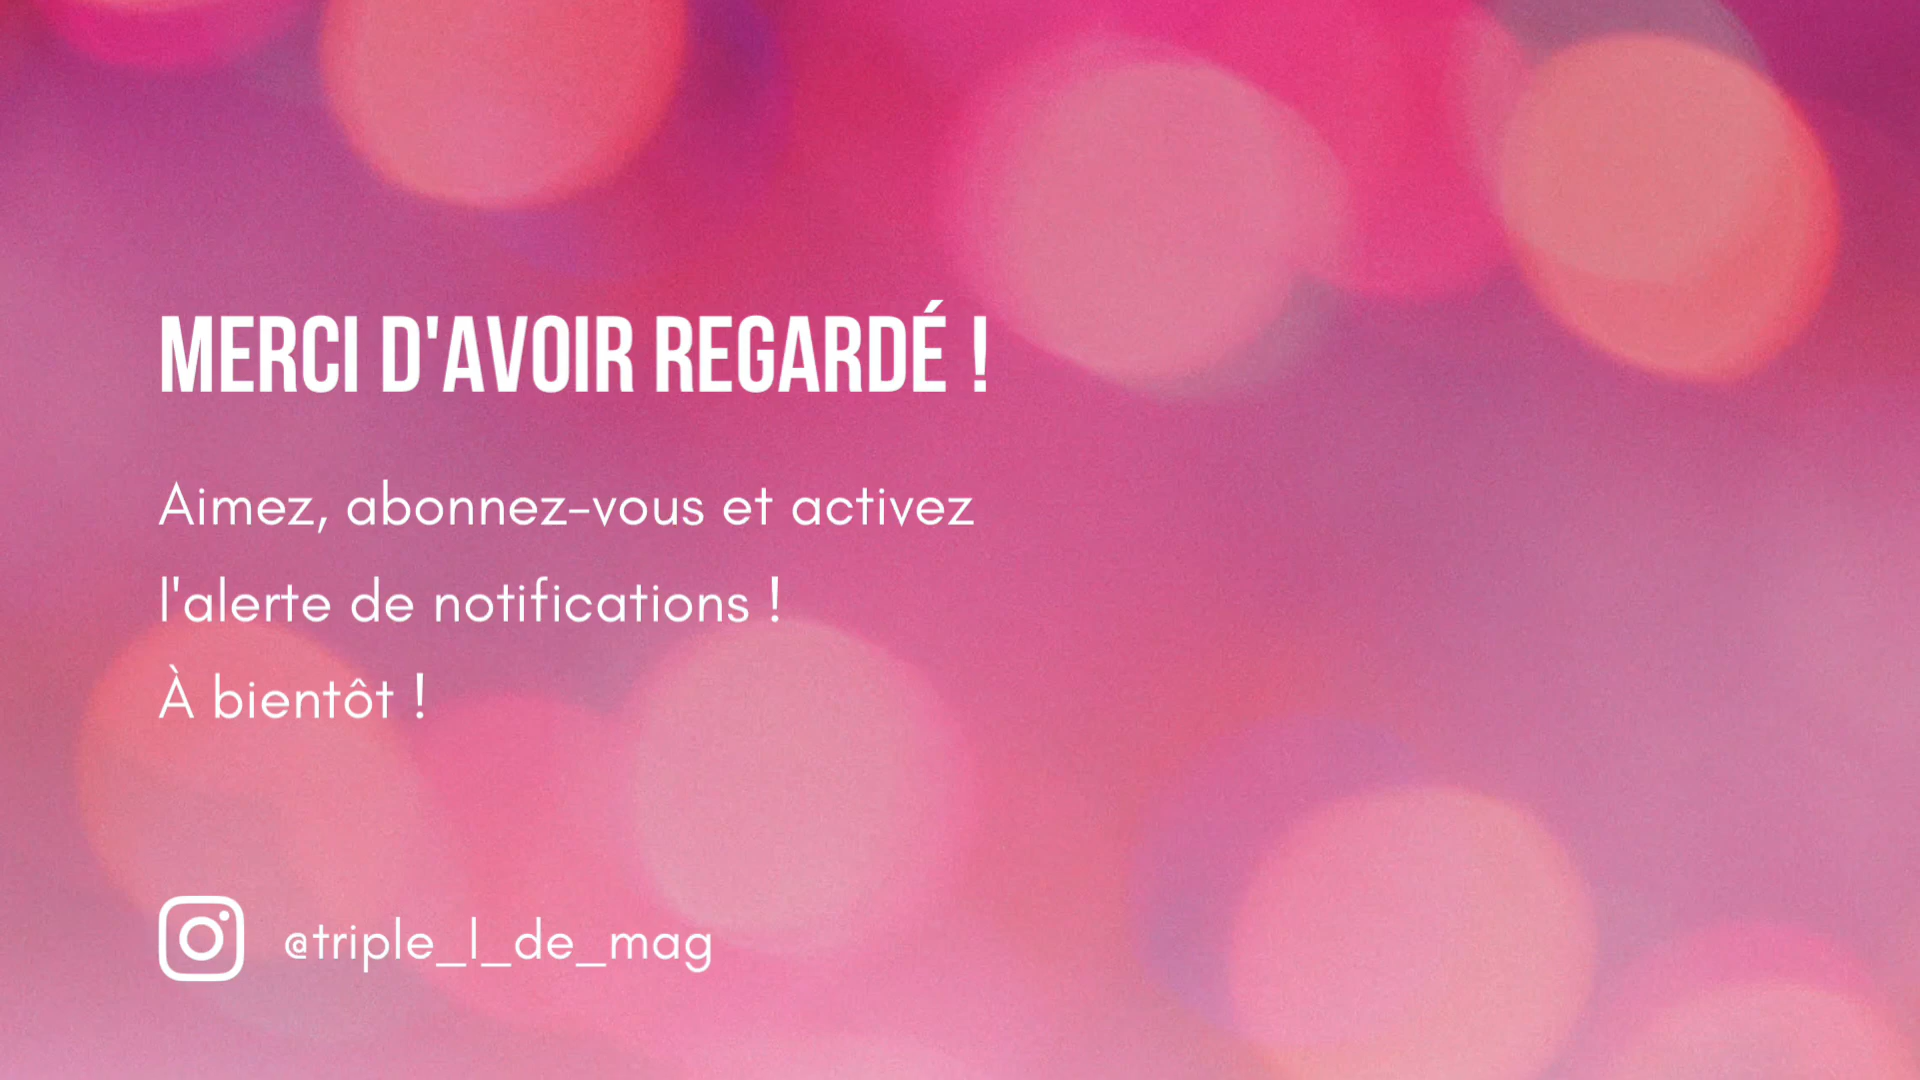 MERCI D'AVOIR REGARDÉ !
Aimez, abonnez-vous et activez
l'alerte de notifications !
À bientôt !
@triple_l_de_mag